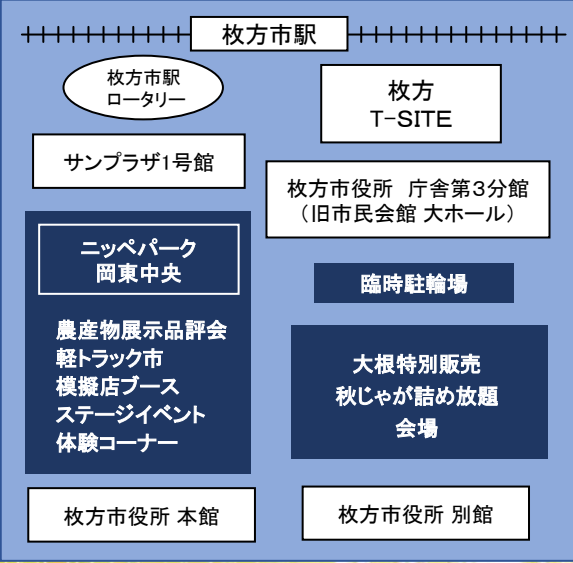 枚方市駅
枚方市駅
ロータリー
枚方
T-SITE
サンプラザ1号館
枚方市役所 庁舎第3分館
（旧市民会館 大ホール）
ニッペパーク
岡東中央
農産物展示品評会
軽トラック市
模擬店ブース
ステージイベント
体験コーナー
臨時駐輪場
大根特別販売
秋じゃが詰め放題
会場
枚方市役所 本館
枚方市役所 別館